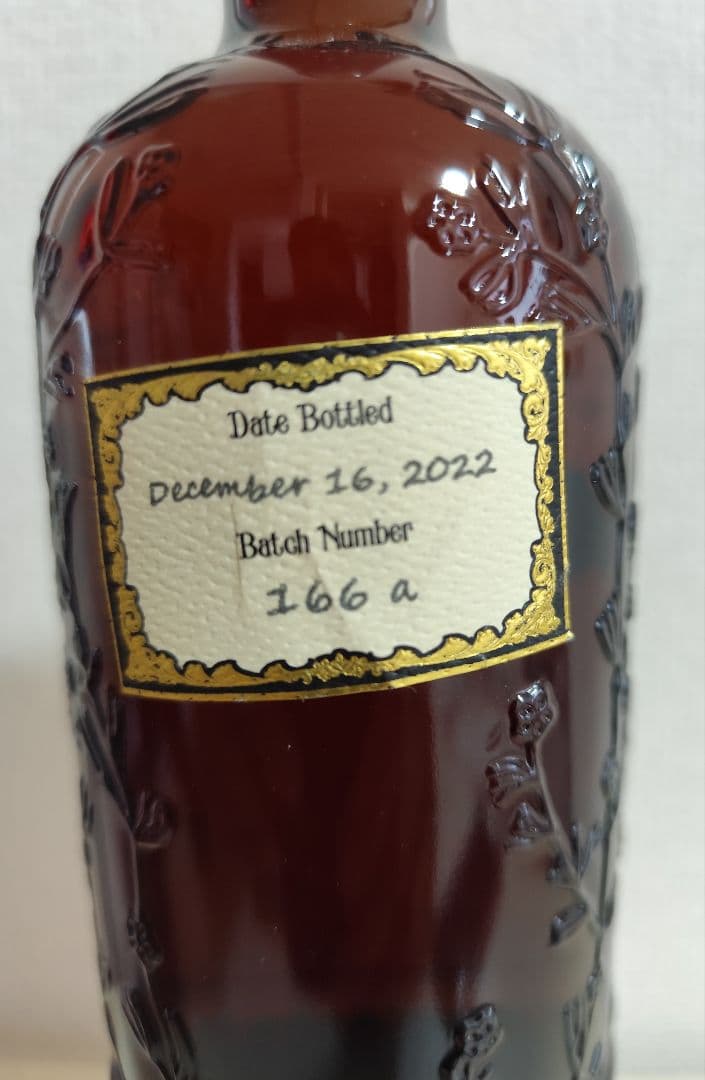 Date Bottled
December 16, 2022
Batch Number
166 a